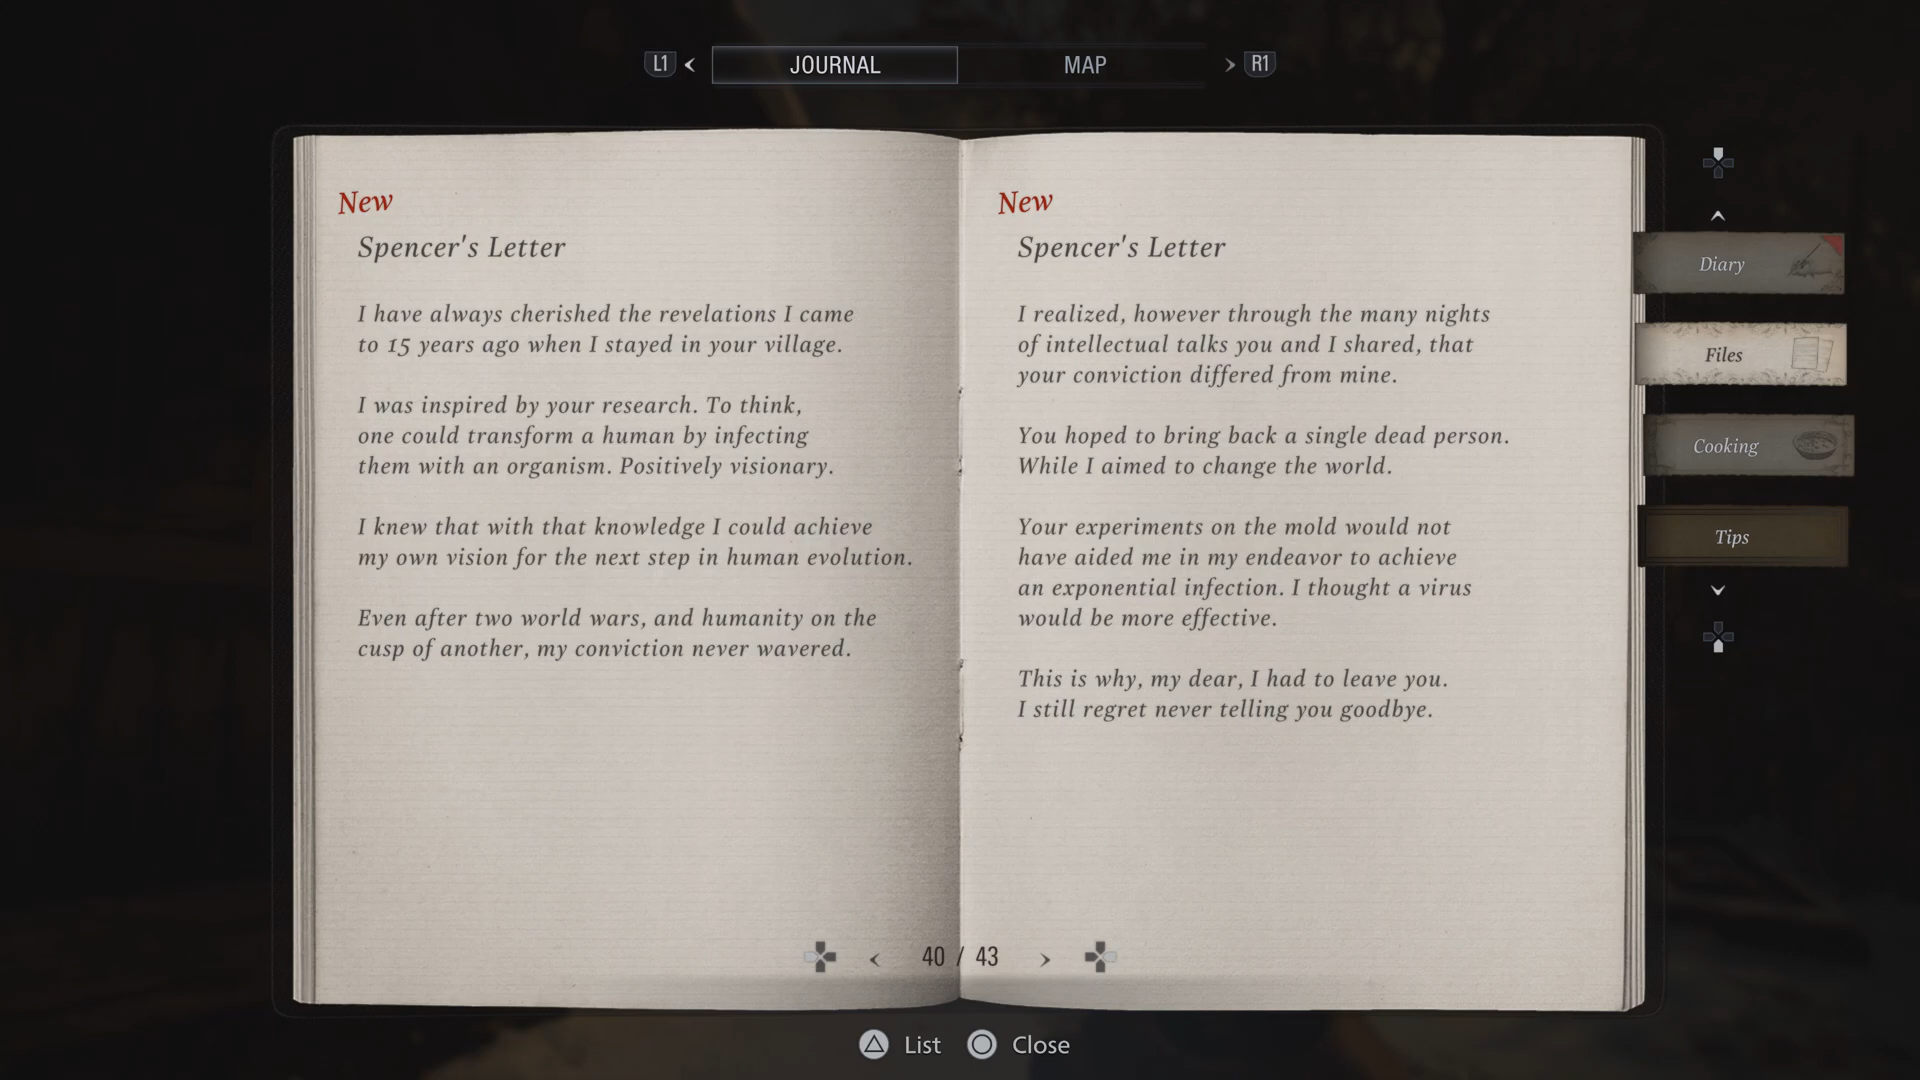 L1
JOURNAL
MAP
R1
New
Spencer's Letter
I have always cherished the revelations I came
to 15 years ago when I stayed in your village.
I was inspired by your research. To think,
one could transform a human by infecting
them with an organism. Positively visionary.
I knew that with that knowledge I could achieve
my own vision for the next step in human evolution.
Even after two world wars, and humanity on the
cusp of another, my conviction never wavered.
New
Spencer's Letter
I realized, however through the many nights
of intellectual talks you and I shared, that
your conviction differed from mine.
You hoped to bring back a single dead person.
While I aimed to change the world.
Your experiments on the mold would not
have aided me in my endeavor to achieve
an exponential infection. I thought a virus
would be more effective.
This is why, my dear, I had to leave you.
I still regret never telling you goodbye.
Diary
Files
Cooking
Tips
40 / 43
List
Close